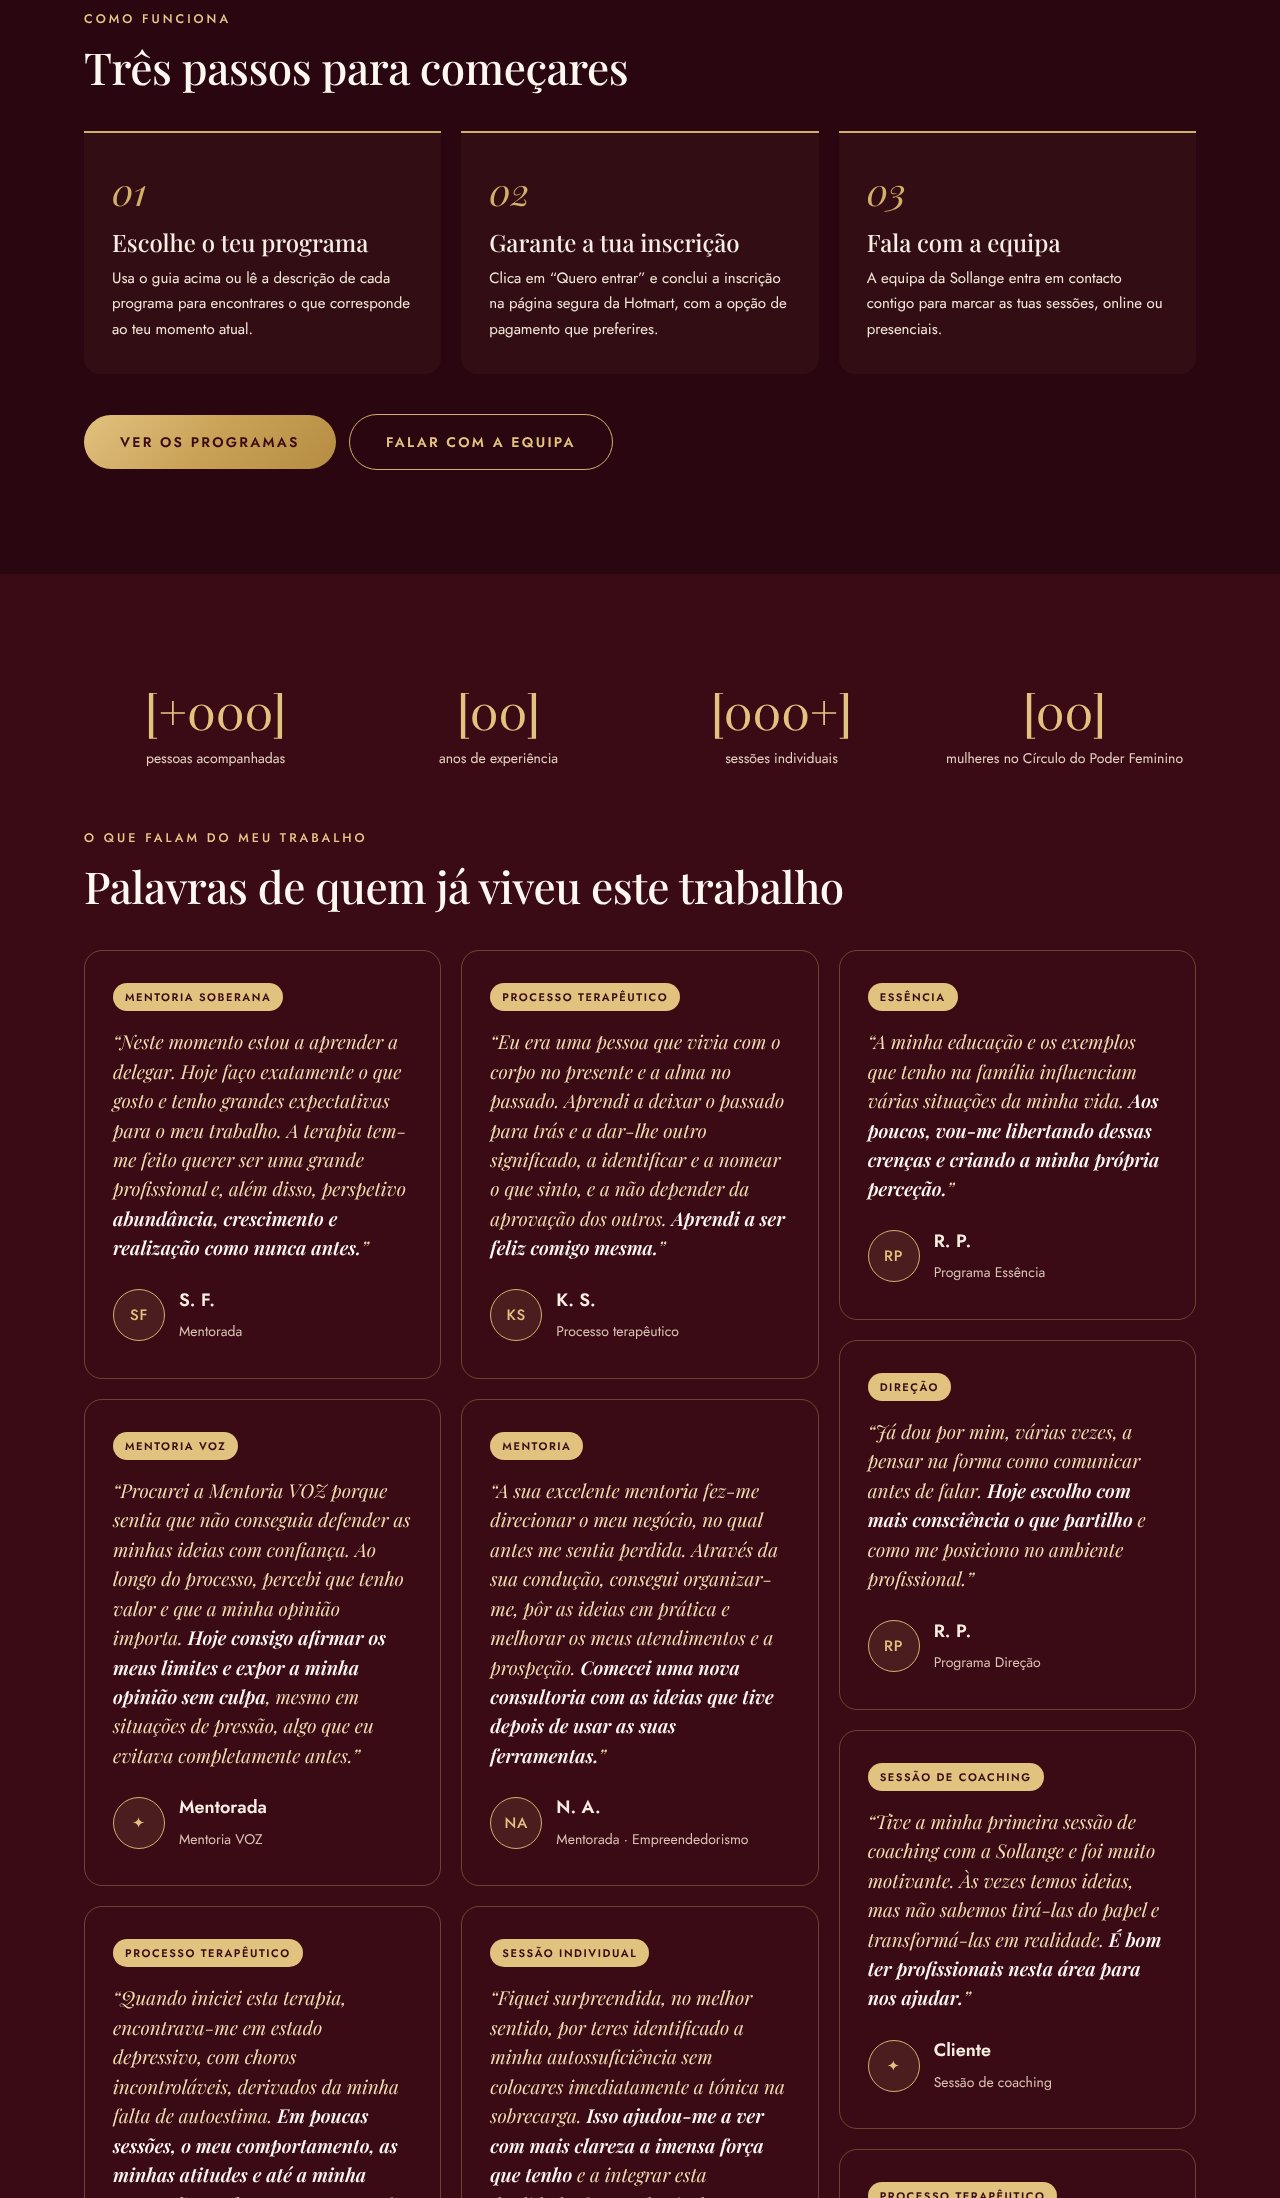 COMO FUNCIONA
Três passos para começares
01
Escolhe o teu programa
Usa o guia acima ou lê a descrição de cada
programa para encontrares o que corresponde
ao teu momento atual.
02
Garante a tua inscrição
Clica em “Quero entrar” e conclui a inscrição
na página segura da Hotmart, com a opção de
pagamento que preferires.
03
Fala com a equipa
A equipa da Sollange entra em contacto
contigo para marcar as tuas sessões, online ou
presenciais.
VER OS PROGRAMAS
FALAR COM A EQUIPA
[+000]
pessoas acompanhadas
[00]
anos de experiência
[000+]
sessões individuais
[00]
mulheres no Círculo do Poder Feminino
O QUE FALAM DO MEU TRABALHO
Palavras de quem já viveu este trabalho
MENTORIA SOBERANA
“Neste momento estou a aprender a
delegar. Hoje faço exatamente o que
gosto e tenho grandes expectativas
para o meu trabalho. A terapia tem-
me feito querer ser uma grande
profissional e, além disso, perspetivo
abundância, crescimento e
realização como nunca antes.”
SF
S. F.
Mentorada
MENTORIA VOZ
“Procurei a Mentoria VOZ porque
sentia que não conseguia defender as
minhas ideias com confiança. Ao
longo do processo, percebi que tenho
valor e que a minha opinião
importa. Hoje consigo afirmar os
meus limites e expor a minha
opinião sem culpa, mesmo em
situações de pressão, algo que eu
evitava completamente antes.”
✦
Mentorada
Mentoria VOZ
PROCESSO TERAPÊUTICO
“Quando iniciei esta terapia,
encontrava-me em estado
depressivo, com choros
incontroláveis, derivados da minha
falta de autoestima. Em poucas
sessões, o meu comportamento, as
minhas atitudes e até a minha
PROCESSO TERAPÊUTICO
“Eu era uma pessoa que vivia com o
corpo no presente e a alma no
passado. Aprendi a deixar o passado
para trás e a dar-lhe outro
significado, a identificar e a nomear
o que sinto, e a não depender da
aprovação dos outros. Aprendi a ser
feliz comigo mesma.”
KS
K. S.
Processo terapêutico
MENTORIA
“A sua excelente mentoria fez-me
direcionar o meu negócio, no qual
antes me sentia perdida. Através da
sua condução, consegui organizar-
me, pôr as ideias em prática e
melhorar os meus atendimentos e a
prospeção. Comecei uma nova
consultoria com as ideias que tive
depois de usar as suas
ferramentas.”
NA
N. A.
Mentorada · Empreendedorismo
SESSÃO INDIVIDUAL
“Fiquei surpreendida, no melhor
sentido, por teres identificado a
minha autossuficiência sem
colocares imediatamente a tónica na
sobrecarga. Isso ajudou-me a ver
com mais clareza a imensa força
que tenho e a integrar esta
ESSÊNCIA
“A minha educação e os exemplos
que tenho na família influenciam
várias situações da minha vida. Aos
poucos, vou-me libertando dessas
crenças e criando a minha própria
perceção.”
RP
R. P.
Programa Essência
DIREÇÃO
“Já dou por mim, várias vezes, a
pensar na forma como comunicar
antes de falar. Hoje escolho com
mais consciência o que partilho e
como me posiciono no ambiente
profissional.”
RP
R. P.
Programa Direção
SESSÃO DE COACHING
“Tive a minha primeira sessão de
coaching com a Sollange e foi muito
motivante. Às vezes temos ideias,
mas não sabemos tirá-las do papel e
transformá-las em realidade. É bom
ter profissionais nesta área para
nos ajudar.”
✦
Cliente
Sessão de coaching
PROCESSO TERAPÊUTICO